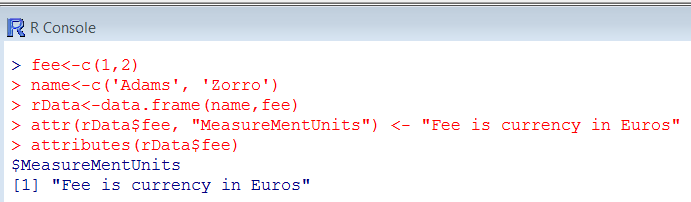 R R Console
> fee<-c(1,2)
> name<-c('Adams', 'Zorro')
> rData<-data.frame(name,fee)
> attr(rData$fee, "MeasureMentUnits") <- "Fee is currency in Euros"
> attributes(rData$fee)
$MeasureMentUnits
[1] "Fee is currency in Euros"